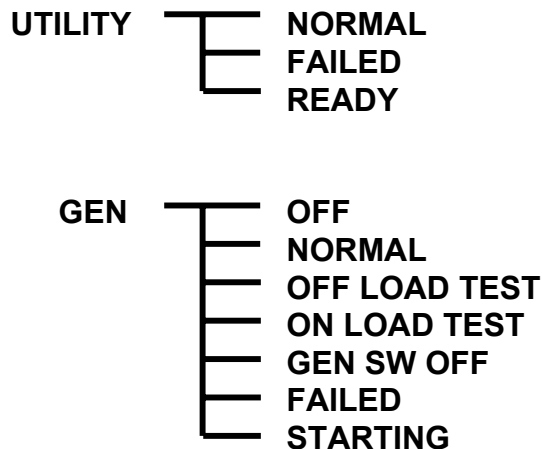 UTILITY NORMAL
FAILED
READY
GEN OFF
NORMAL
OFF LOAD TEST
ON LOAD TEST
GEN SW OFF
FAILED
STARTING